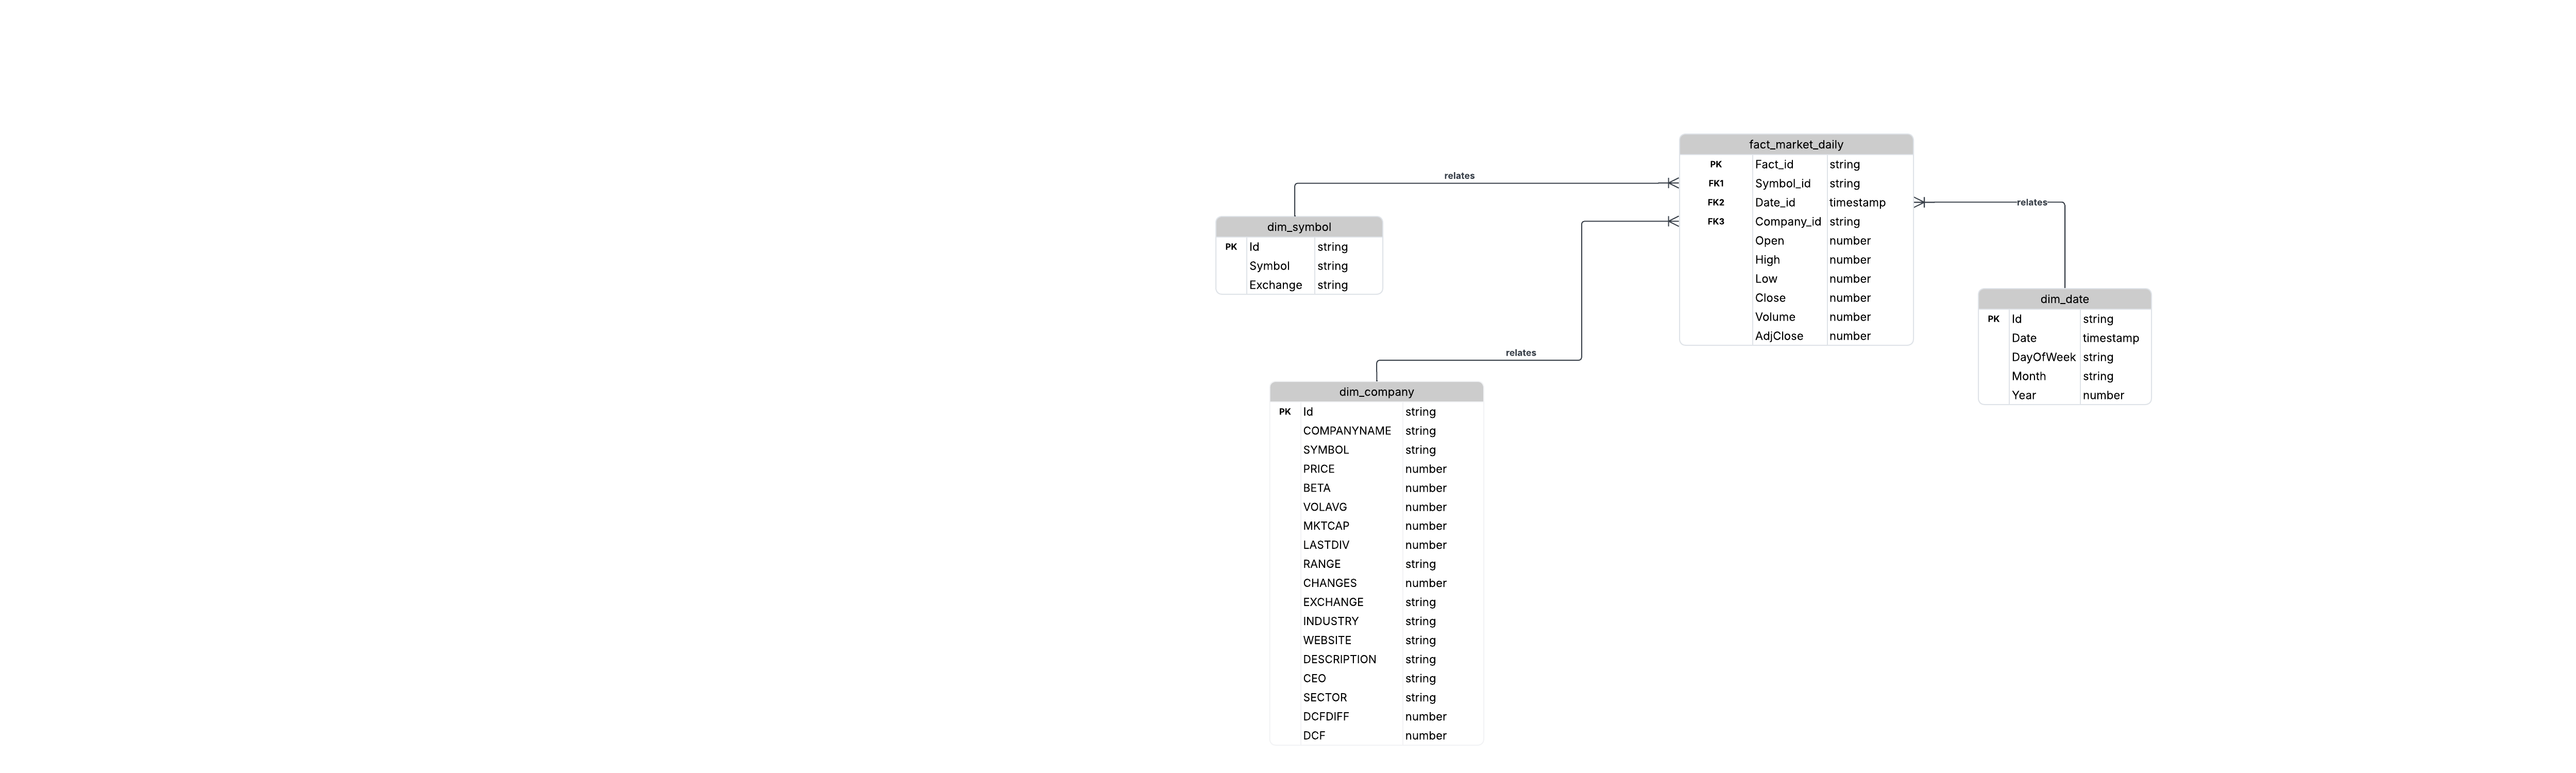 fact_market_daily
PK Fact_id string
FK1 Symbol_id string
FK2 Date_id timestamp
FK3 Company_id string
Open number
High number
Low number
Close number
Volume number
AdjClose number
relates
relates
dim_symbol
PK Id string
Symbol string
Exchange string
dim_date
PK Id string
Date timestamp
DayOfWeek string
Month string
Year number
relates
dim_company
PK Id string
COMPANYNAME string
SYMBOL string
PRICE number
BETA number
VOLAVG number
MKTCAP number
LASTDIV number
RANGE string
CHANGES number
EXCHANGE string
INDUSTRY string
WEBSITE string
DESCRIPTION string
CEO string
SECTOR string
DCFDIFF number
DCF number